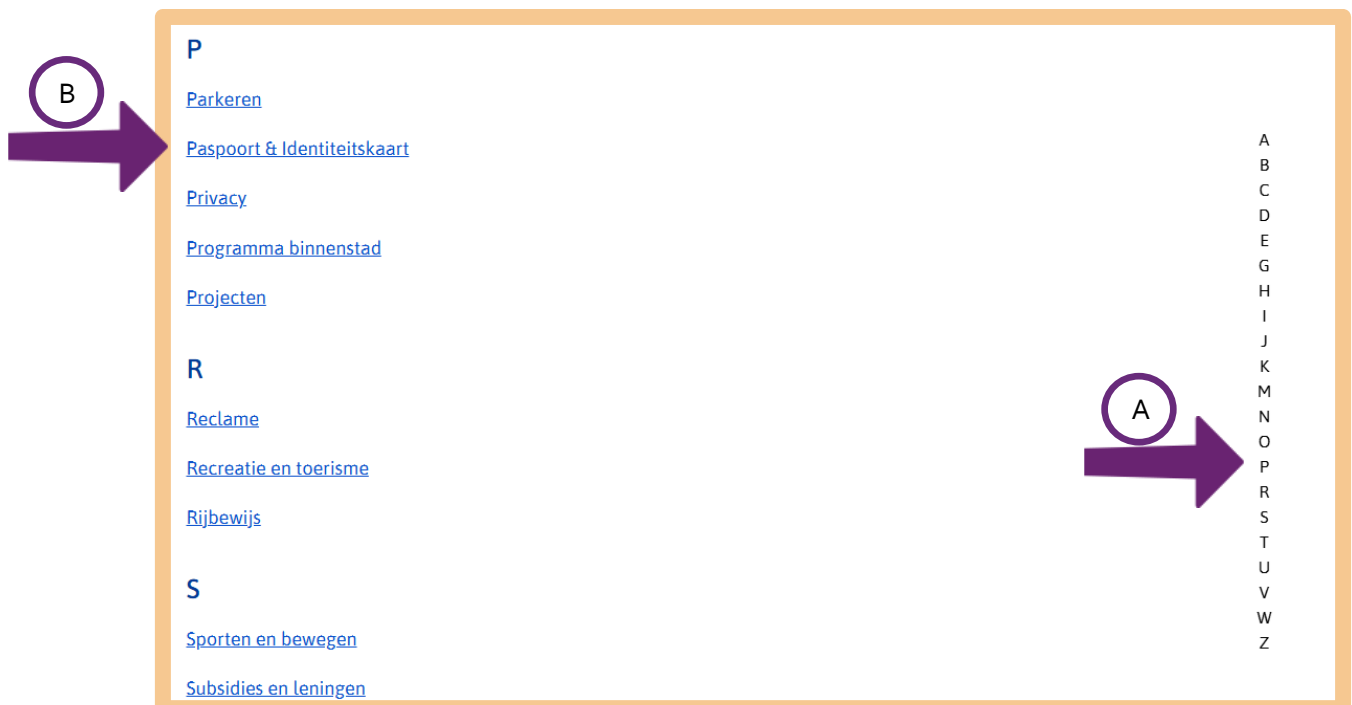 P
B
Parkeren
Paspoort & Identiteitskaart
Privacy
Programma binnenstad
Projecten
R
Reclame
Recreatie en toerisme
Rijbewijs
S
Sporten en bewegen
Subsidies en leningen
A
A
B
C
D
E
G
H
I
J
K
M
N
O
P
R
S
T
U
V
W
Z